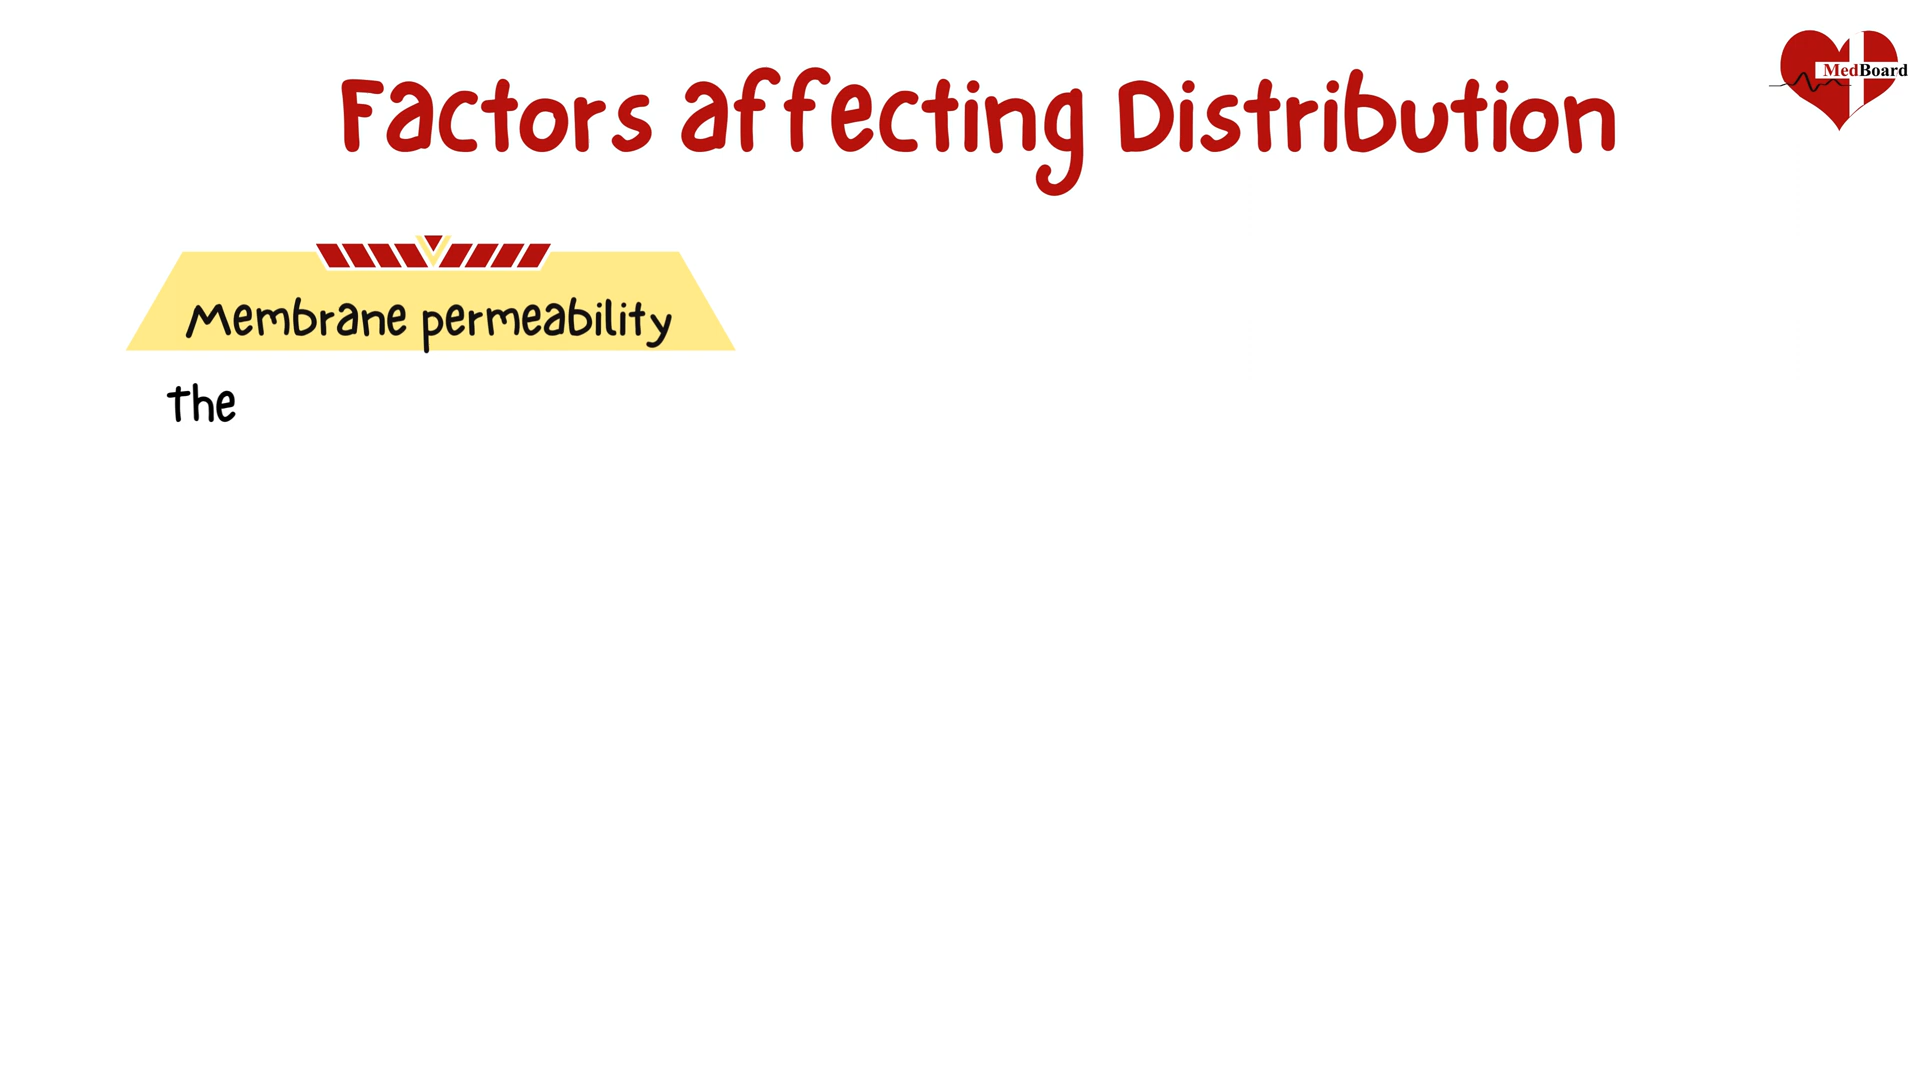 MedBoard
Factors affecting Distribution
Membrane permeability
the